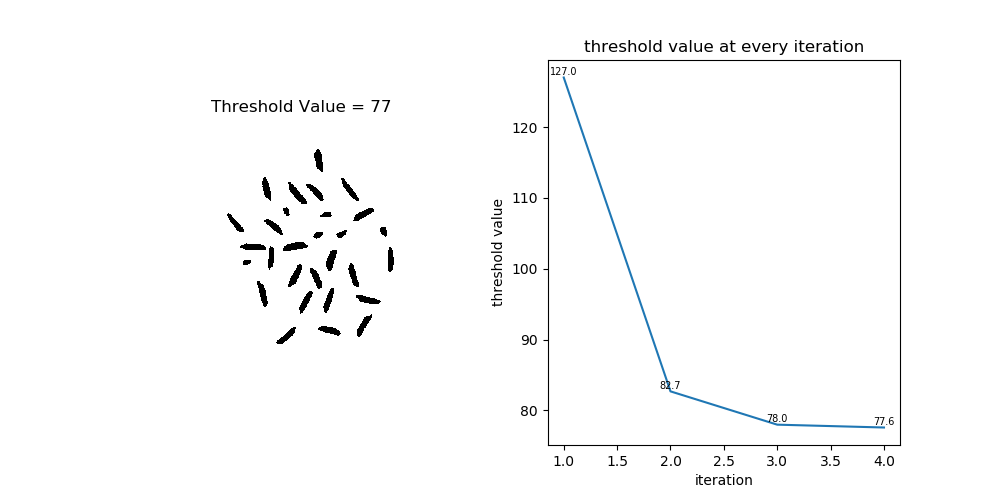 Threshold Value = 77
threshold value at every iteration
127.0
82.7
78.0
77.6
120
110
100
90
80
threshold value
1.0 1.5 2.0 2.5 3.0 3.5 4.0
iteration